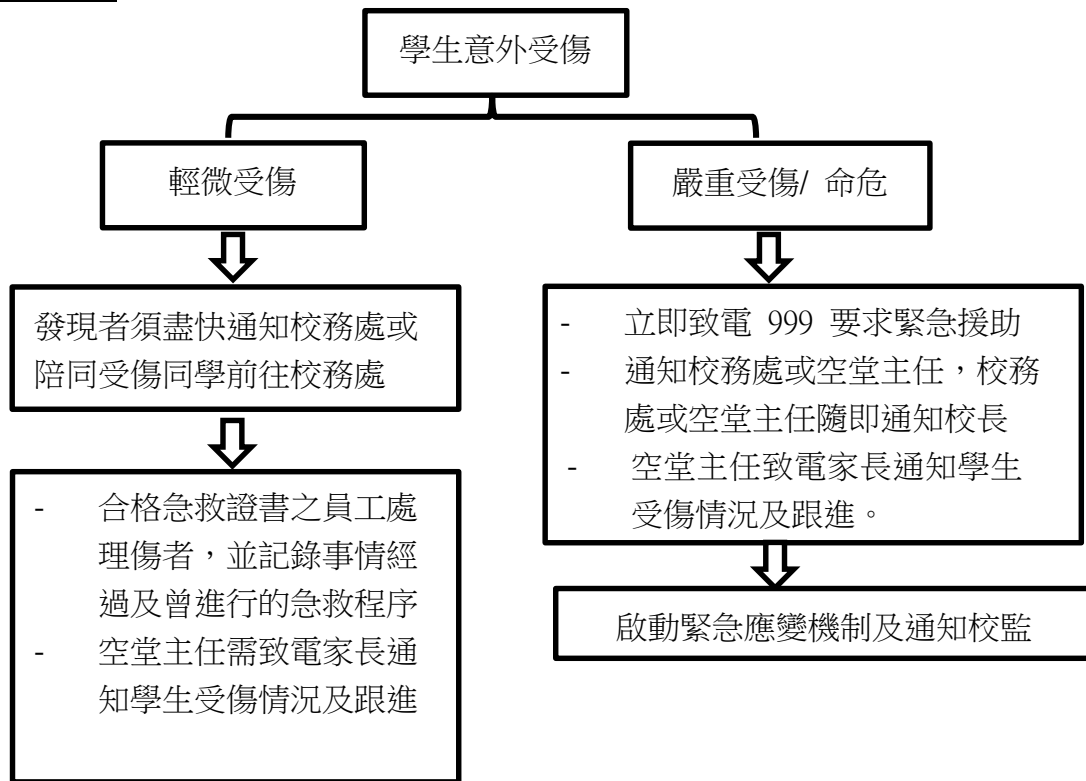 學生意外受傷
輕微受傷
嚴重受傷/ 命危
發現者須盡快通知校務處或
陪同受傷同學前往校務處
- 合格急救證書之員工處
理傷者，並記錄事情經
過及曾進行的急救程序
- 空堂主任需致電家長通
知學生受傷情況及跟進
- 立即致電 999 要求緊急援助
- 通知校務處或空堂主任，校務
處或空堂主任隨即通知校長
- 空堂主任致電家長通知學生
受傷情況及跟進。
啟動緊急應變機制及通知校監